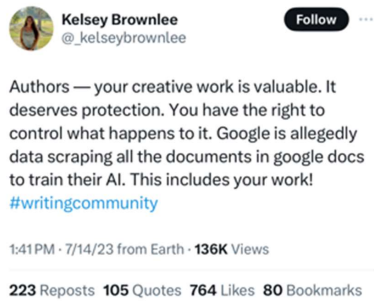 Kelsey Brownlee
Follow
@_kelseybrownlee
Authors — your creative work is valuable. It
deserves protection. You have the right to
control what happens to it. Google is allegedly
data scraping all the documents in google docs
to train their AI. This includes your work!
#writingcommunity
1:41 PM · 7/14/23 from Earth · 136K Views
223 Reposts 105 Quotes 764 Likes 80 Bookmarks